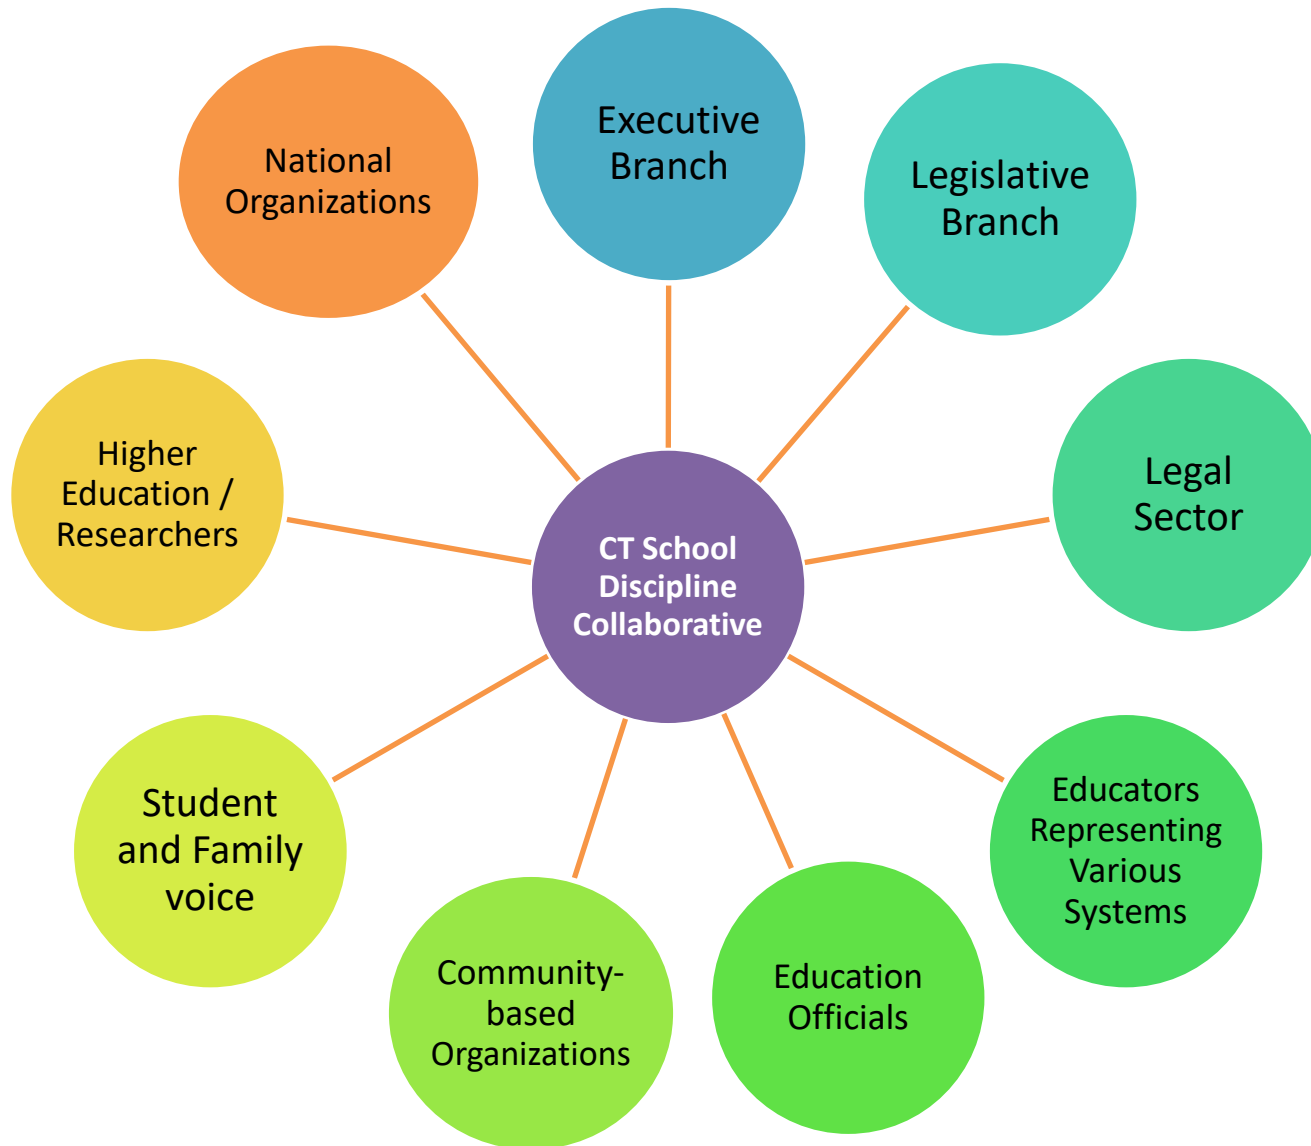 Executive
Branch
Legislative
Branch
Legal
Sector
Educators
Representing
Various
Systems
Education
Officials
Community-
based
Organizations
Student
and Family
voice
Higher
Education /
Researchers
National
Organizations
CT School
Discipline
Collaborative